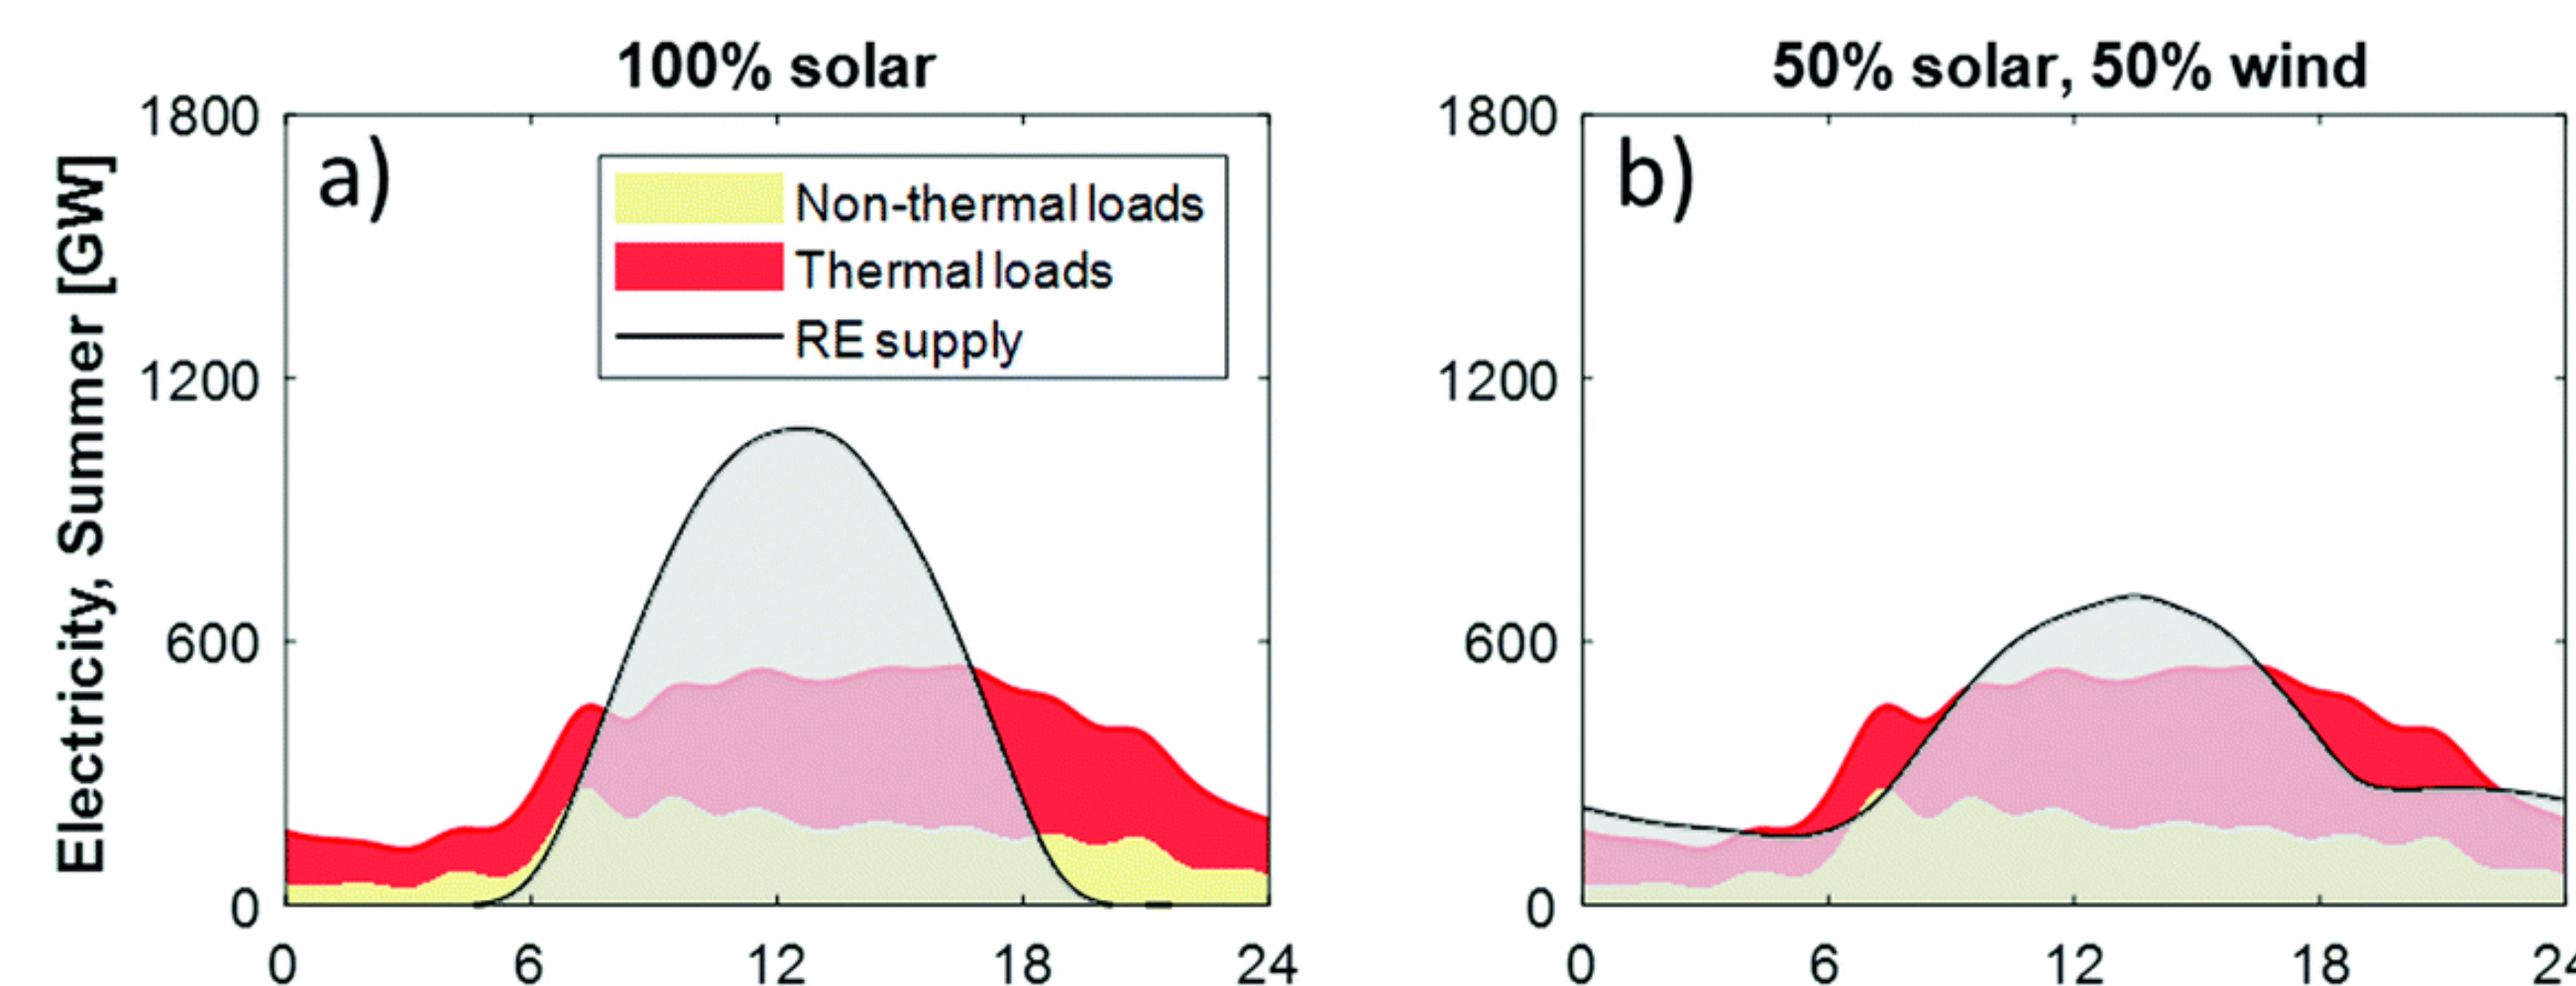 100% solar
50% solar, 50% wind
Electricity, Summer [GW]
1800
1200
600
0
a)
Non-thermal loads
Thermal loads
RE supply
0 6 12 18 24
1800
1200
600
0
b)
0 6 12 18